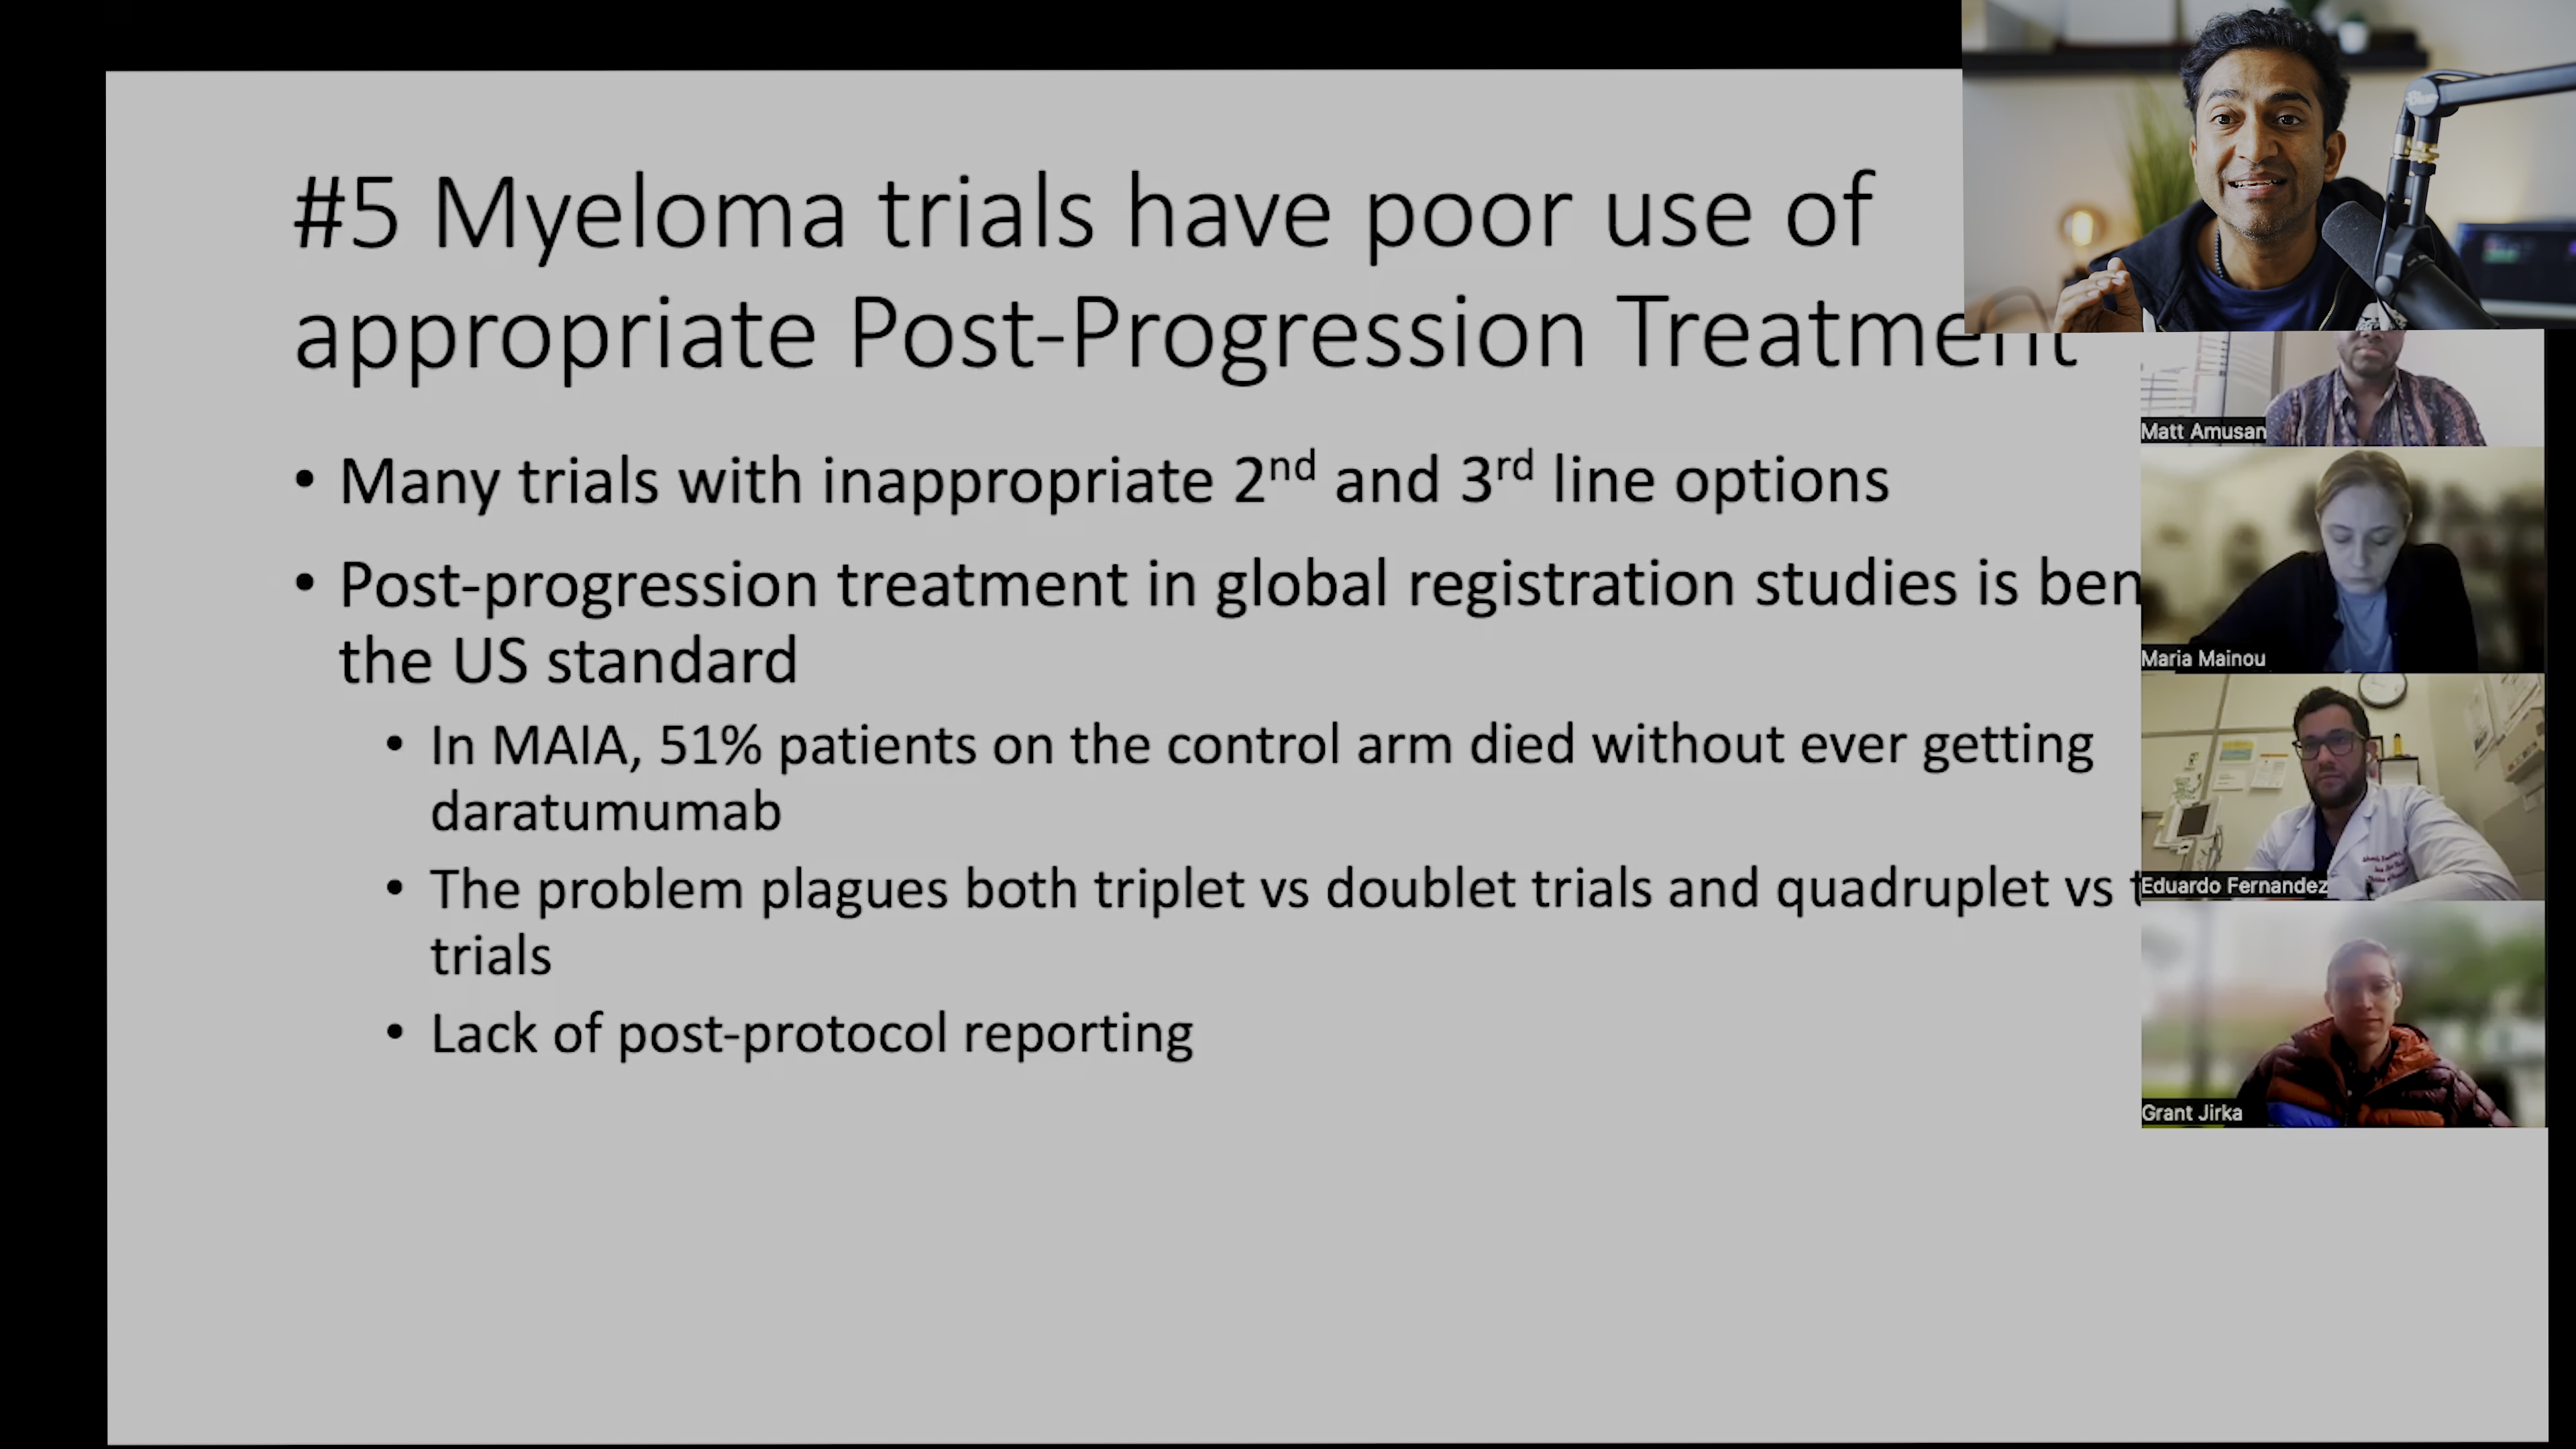 #5 Myeloma trials have poor use of
appropriate Post-Progression Treatment
• Many trials with inappropriate 2nd and 3rd line options
• Post-progression treatment in global registration studies is ben
the US standard
• In MAIA, 51% patients on the control arm died without ever getting
daratumumab
• The problem plagues both triplet vs doublet trials and quadruplet vs t
trials
• Lack of post-protocol reporting
Matt Amusan
Maria Mainou
Eduardo Fernandez
Grant Jirka